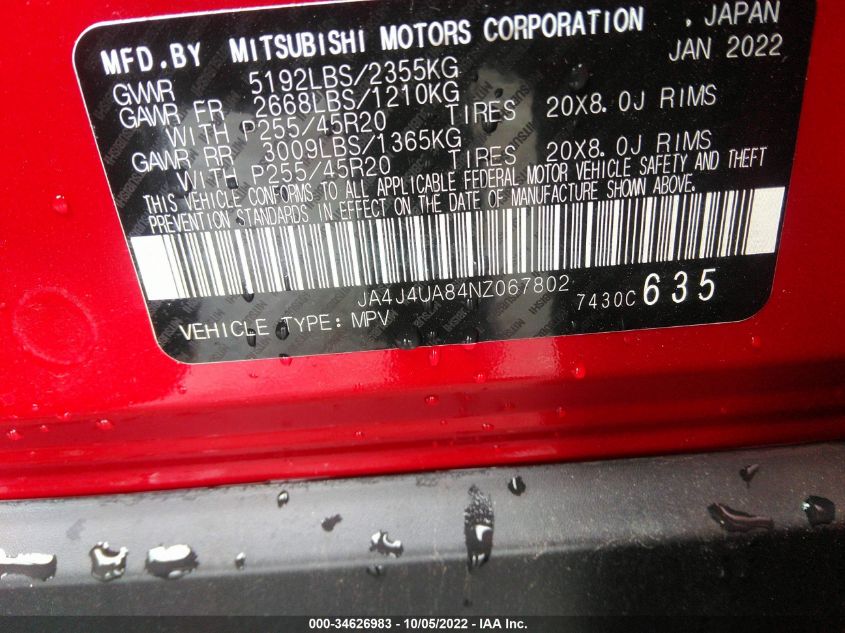 MFD.BY MITSUBISHI MOTORS CORPORATION , JAPAN
JAN 2022
GVWR 5192LBS/2355KG
GAWR FR 2668LBS/1210KG
WITH P255/45R20 TIRES 20X8.0J RIMS
GAWR RR 3009LBS/1365KG
WITH P255/45R20 TIRES 20X8.0J RIMS
THIS VEHICLE CONFORMS TO ALL APPLICABLE FEDERAL MOTOR VEHICLE SAFETY AND THEFT
PREVENTION STANDARDS IN EFFECT ON THE DATE OF MANUFACTURE SHOWN ABOVE.
JA4J4UA84NZ067802
7430C 635
VEHICLE TYPE: MPV
000-34626983 - 10/05/2022 - IAA Inc.